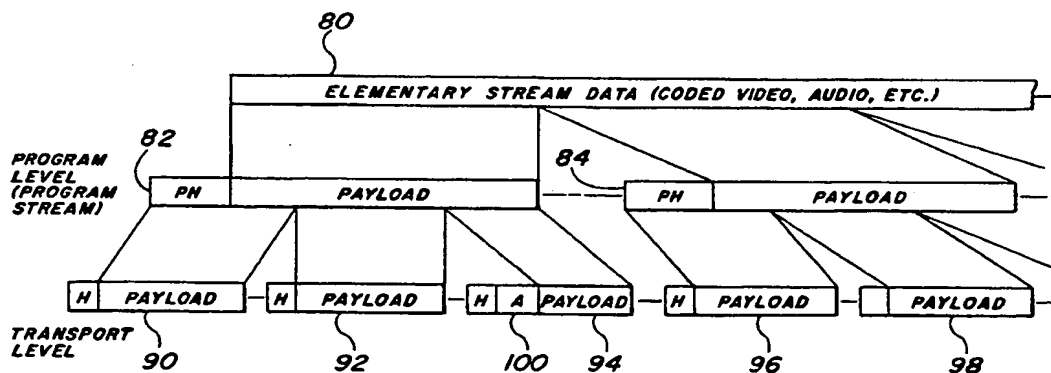 80
ELEMENTARY STREAM DATA (CODED VIDEO, AUDIO, ETC.)
PROGRAM
LEVEL
(PROGRAM
STREAM)
82
PH
PAYLOAD
84
PH
PAYLOAD
H
PAYLOAD
H
PAYLOAD
H
A
PAYLOAD
H
PAYLOAD
PAYLOAD
TRANSPORT
LEVEL
90
92
100
94
96
98